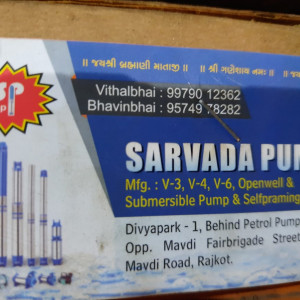 ॥ જયશ્રી બ્રહ્માણી માતાજી ॥ ॥ શ્રી ગણેશાય નમઃ ॥
Vithalbhai : 99790 12362
Bhavinbhai : 95749 78282
SARVADA PUM
Mfg. : V-3, V-4, V-6, Openwell &
Submersible Pump & Selfpraming
Divyapark - 1, Behind Petrol Pump
Opp. Mavdi Fairbrigade Street
Mavdi Road, Rajkot.